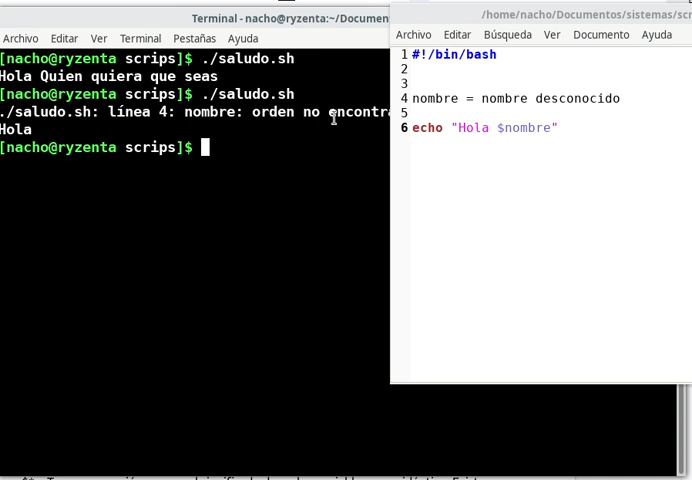 Terminal - nacho@ryzenta:~/Documen
Archivo Editar Ver Terminal Pestañas Ayuda
[nacho@ryzenta scrips]$ ./saludo.sh
Hola Quien quiera que seas
[nacho@ryzenta scrips]$ ./saludo.sh
./saludo.sh: línea 4: nombre: orden no encontra
Hola
[nacho@ryzenta scrips]$
/home/nacho/Documentos/sistemas/scr
Archivo Editar Búsqueda Ver Documento Ayuda
1 #!/bin/bash
2
3
4 nombre = nombre desconocido
5
6 echo "Hola $nombre"